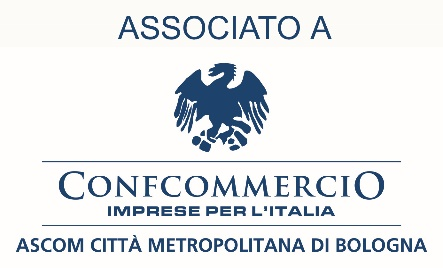 ASSOCIATO A
CONFCOMMERCIO
IMPRESE PER L'ITALIA
ASCOM CITTÀ METROPOLITANA DI BOLOGNA